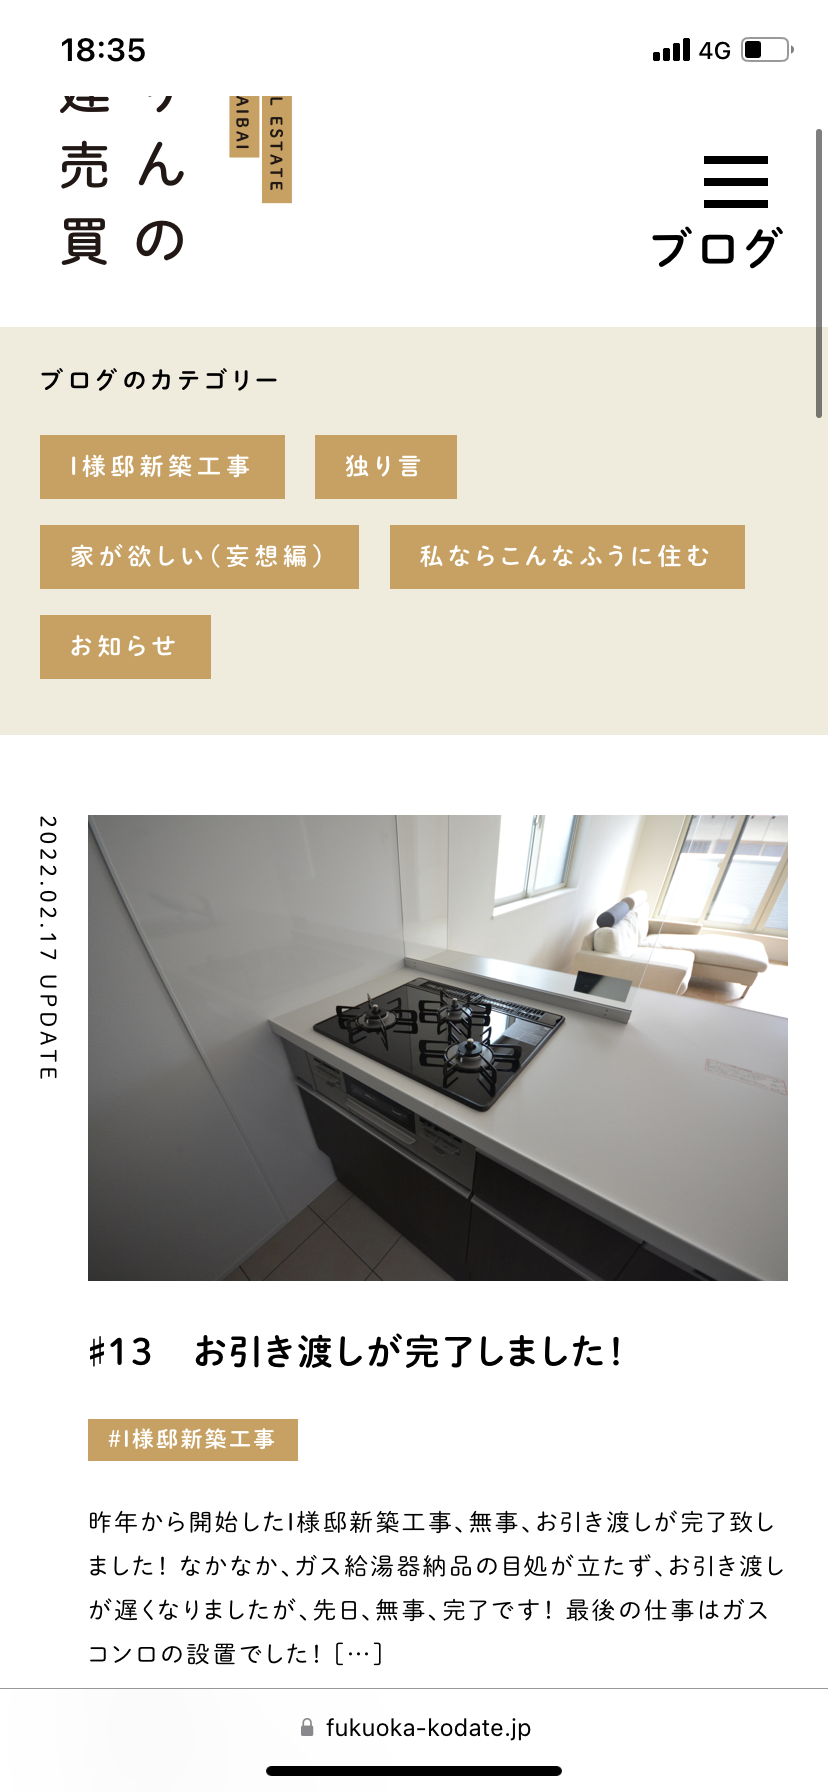 18:35
4G
りんの
建売買
L ESTATE
AIBAI
ブログ
ブログのカテゴリー
I様邸新築工事
独り言
家が欲しい(妄想編)
私ならこんなふうに住む
お知らせ
2022.02.17 UPDATE
#13　お引き渡しが完了しました!
#I様邸新築工事
昨年から開始したI様邸新築工事、無事、お引き渡しが完了致し
ました! なかなか、ガス給湯器納品の目処が立たず、お引き渡し
が遅くなりましたが、先日、無事、完了です! 最後の仕事はガス
コンロの設置でした! […]
fukuoka-kodate.jp